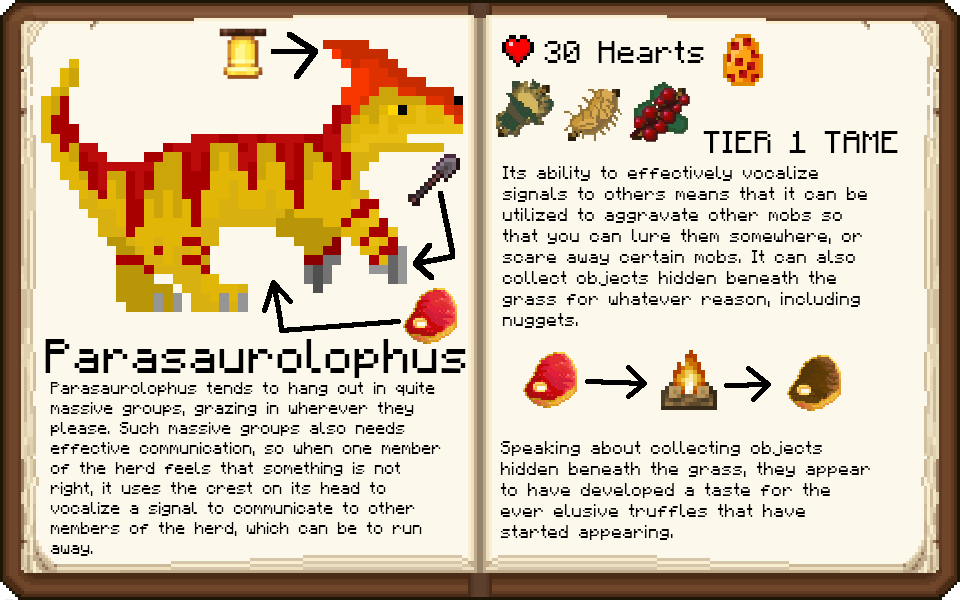 Parasaurolophus
Parasaurolophus tends to hang out in quite
massive groups, grazing in wherever they
please. Such massive groups also needs
effective communication, so when one member
of the herd feels that something is not
right, it uses the crest on its head to
vocalize a signal to communicate to other
members of the herd, which can be to run
away.
30 Hearts
TIER 1 TAME
Its ability to effectively vocalize
signals to others means that it can be
utilized to aggravate other mobs so
that you can lure them somewhere, or
scare away certain mobs. It can also
collect objects hidden beneath the
grass for whatever reason, including
nuggets.
Speaking about collecting objects
hidden beneath the grass, they appear
to have developed a taste for the
ever elusive truffles that have
started appearing.